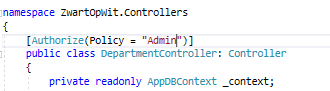 namespace ZwartOpWit.Controllers
{
[Authorize(Policy = "Admin")]
public class DepartmentController: Controller
{
private readonly AppDBContext _context;